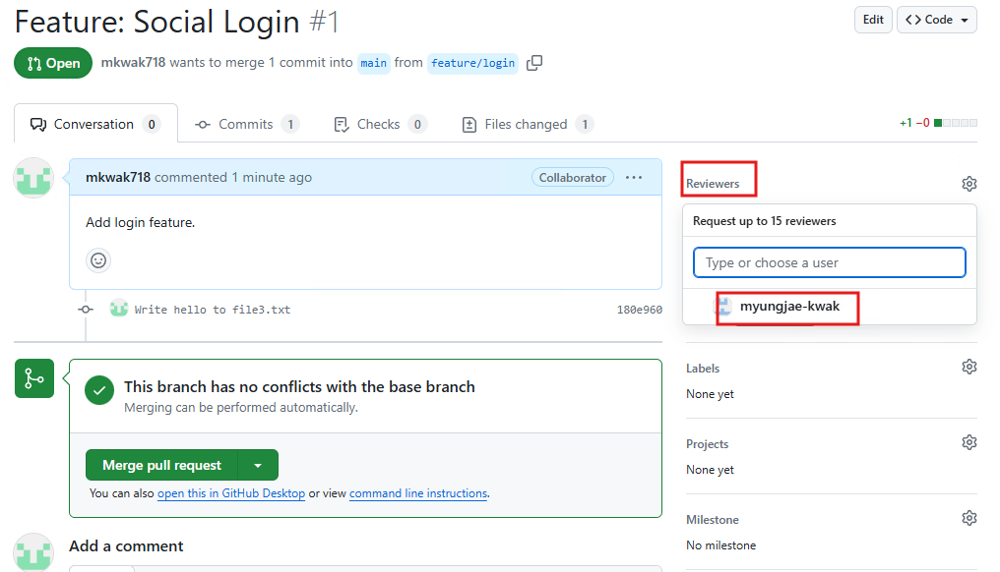 Feature: Social Login #1
Edit
<> Code
Open
mkwak718 wants to merge 1 commit into main from feature/login
Conversation 0
Commits 1
Checks 0
Files changed 1
+1 −0
mkwak718 commented 1 minute ago
Collaborator
Add login feature.
Write hello to file3.txt
180e960
This branch has no conflicts with the base branch
Merging can be performed automatically.
Merge pull request
You can also open this in GitHub Desktop or view command line instructions.
Add a comment
Reviewers
Request up to 15 reviewers
Type or choose a user
myungjae-kwak
Labels
None yet
Projects
None yet
Milestone
No milestone